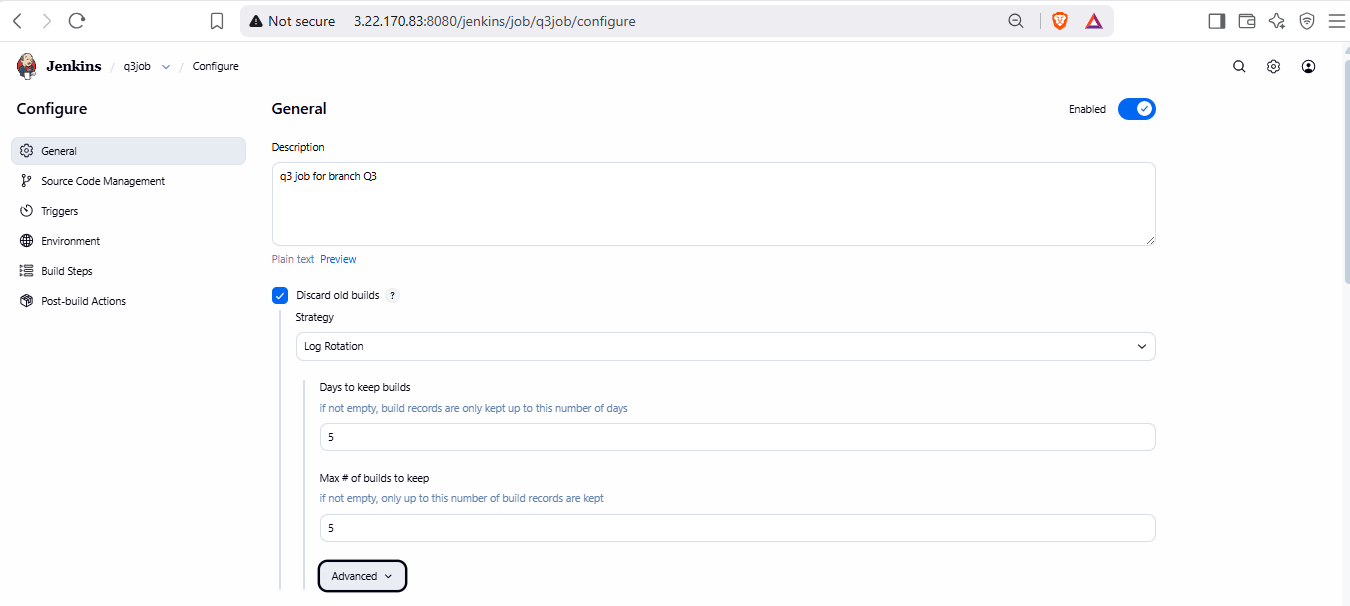 Not secure 3.22.170.83:8080/jenkins/job/q3job/configure
Jenkins / q3job / Configure
Configure
General
Source Code Management
Triggers
Environment
Build Steps
Post-build Actions
General
Enabled
Description
q3 job for branch Q3
Plain text Preview
Discard old builds ?
Strategy
Log Rotation
Days to keep builds
if not empty, build records are only kept up to this number of days
5
Max # of builds to keep
if not empty, only up to this number of build records are kept
5
Advanced